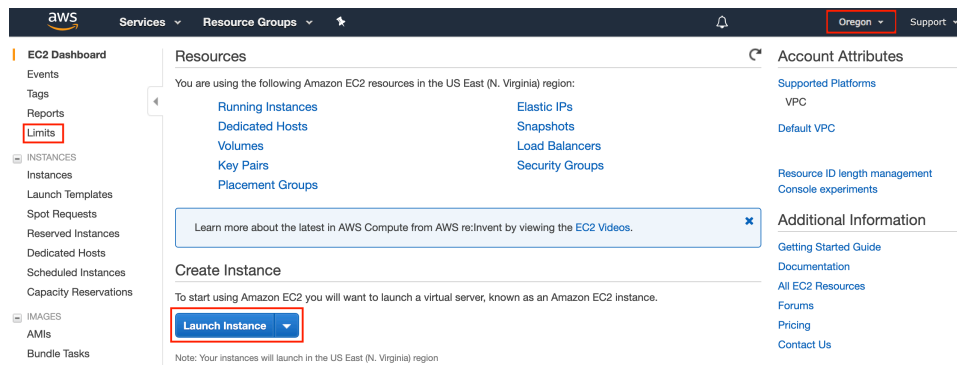 aws
Services
Resource Groups
Oregon
Support
EC2 Dashboard
Events
Tags
Reports
Limits
INSTANCES
Instances
Launch Templates
Spot Requests
Reserved Instances
Dedicated Hosts
Scheduled Instances
Capacity Reservations
IMAGES
AMIs
Bundle Tasks
Resources
You are using the following Amazon EC2 resources in the US East (N. Virginia) region:
Running Instances
Dedicated Hosts
Volumes
Key Pairs
Placement Groups
Elastic IPs
Snapshots
Load Balancers
Security Groups
Learn more about the latest in AWS Compute from AWS re:Invent by viewing the EC2 Videos.
Create Instance
To start using Amazon EC2 you will want to launch a virtual server, known as an Amazon EC2 instance.
Launch Instance
Note: Your instances will launch in the US East (N. Virginia) region
Account Attributes
Supported Platforms
VPC
Default VPC
Resource ID length management
Console experiments
Additional Information
Getting Started Guide
Documentation
All EC2 Resources
Forums
Pricing
Contact Us